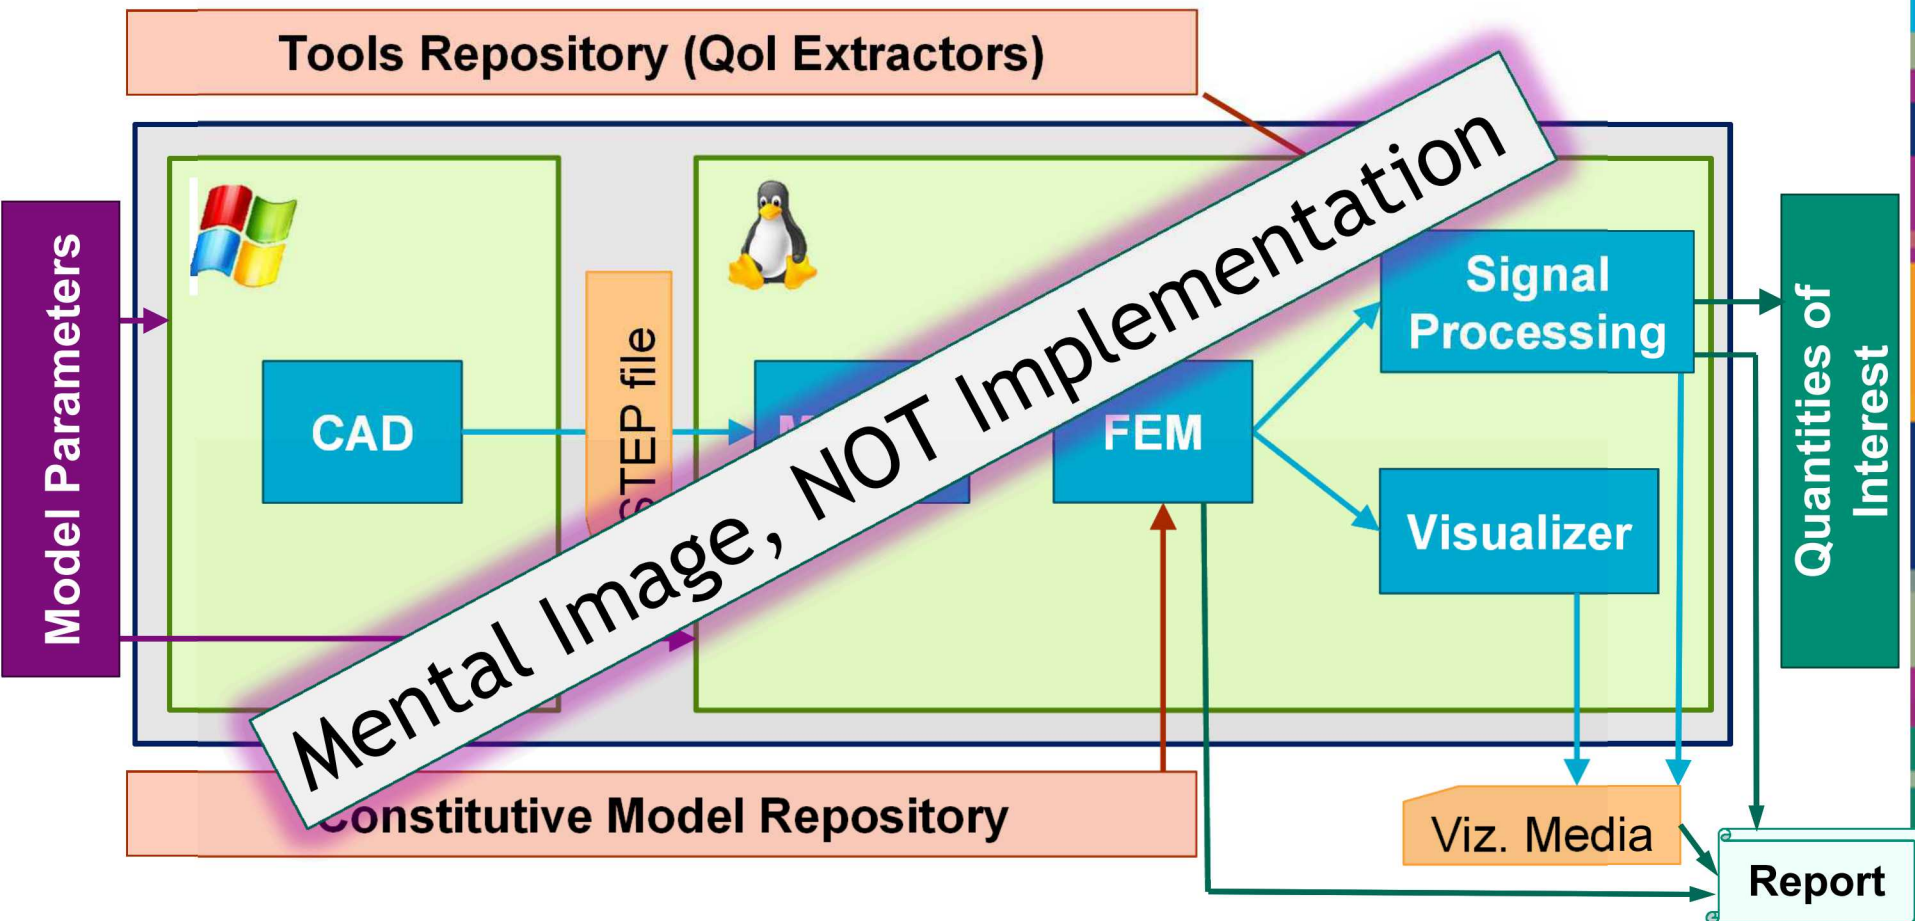 Tools Repository (QoI Extractors)
Model Parameters
CAD
STEP file
FEM
Signal
Processing
Visualizer
Quantities of
Interest
Mental Image, NOT Implementation
Constitutive Model Repository
Viz. Media
Report